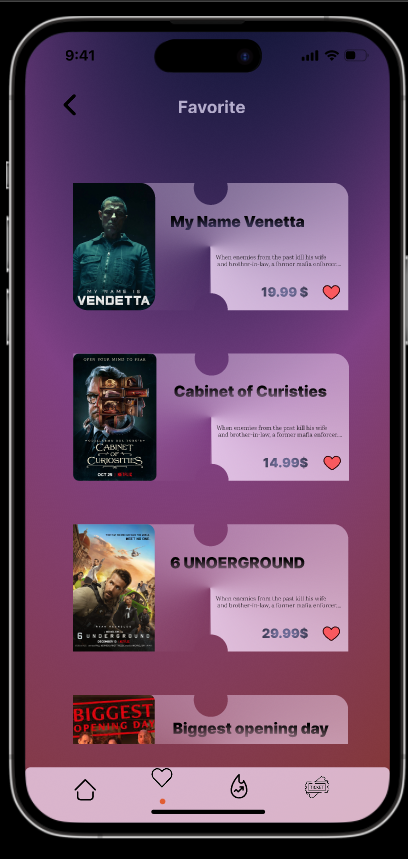 9:41
Favorite
My Name Venetta
When enemies from the past kill his wife
and brother-in-law, a former mafia enforcer...
19.99 $
MY NAME IS
VENDETTA
OPEN YOUR MIND TO FEAR
Cabinet of Curisties
When enemies from the past kill his wife
and brother-in-law, a former mafia enforcer...
14.99$
CABINET
OF
CURIOSITIES
OCT 25
6 UNOERGROUND
When enemies from the past kill his wife
and brother-in-law, a former mafia enforcer...
29.99$
RYAN REYNOLDS
6 UNDERGROUND
BIGGEST
OPENING DAY
Biggest opening day
TICKET